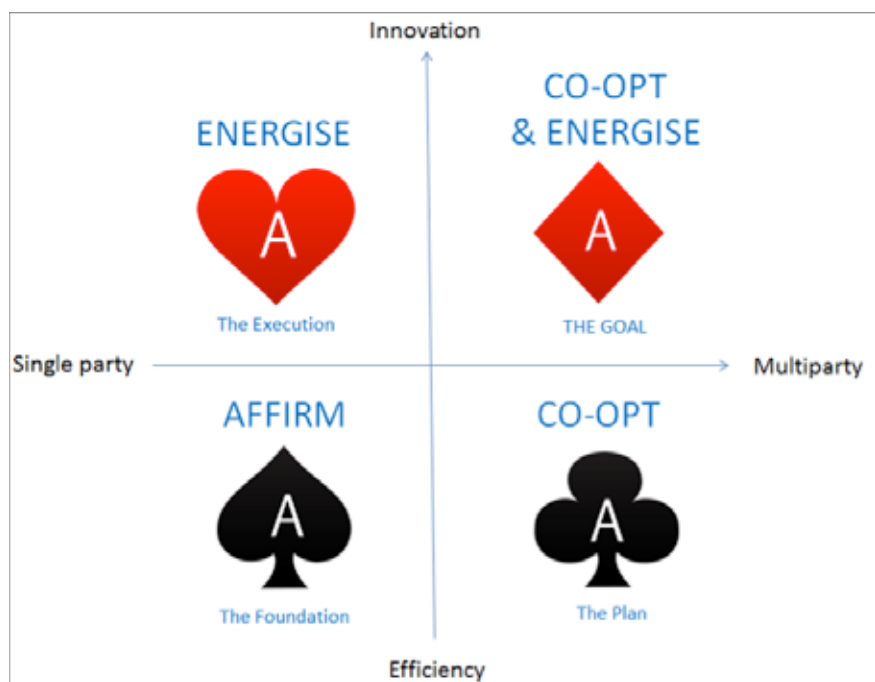 Innovation
ENERGISE
A
The Execution
CO-OPT
& ENERGISE
A
THE GOAL
Single party
Multiparty
AFFIRM
A
The Foundation
CO-OPT
A
The Plan
Efficiency